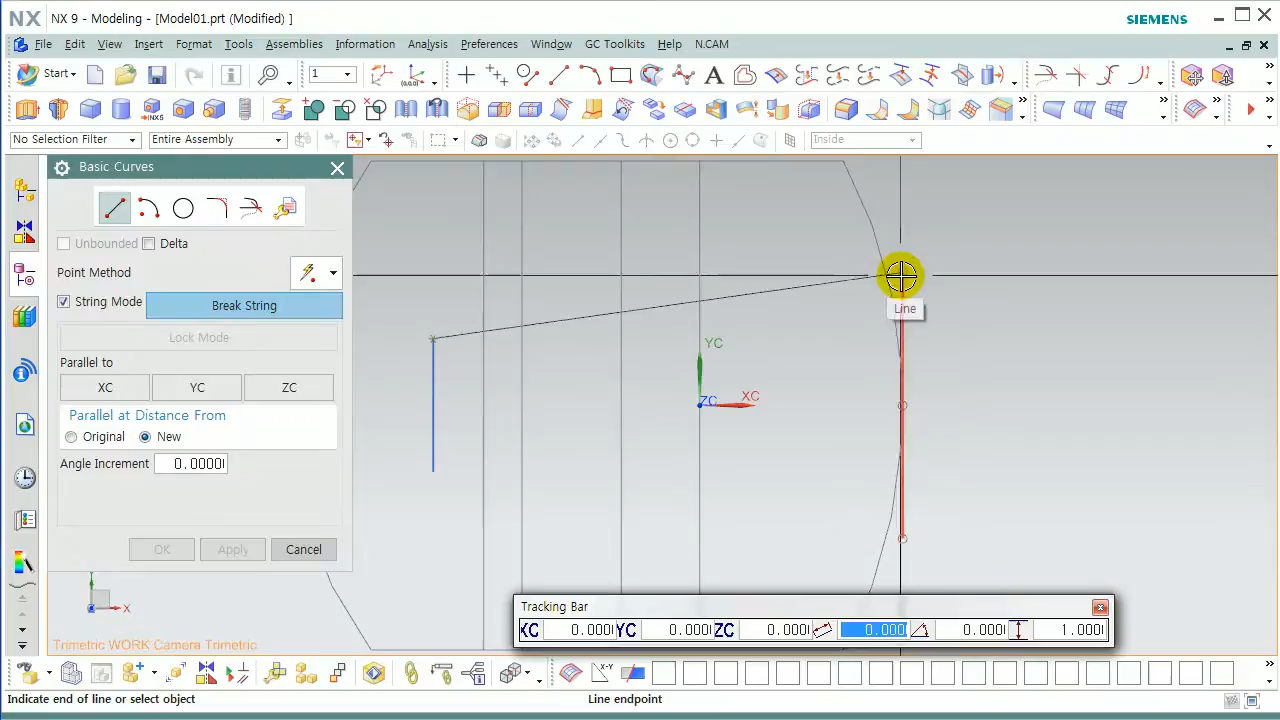 NX NX 9 - Modeling - [Model01.prt (Modified) ] SIEMENS
File Edit View Insert Format Tools Assemblies Information Analysis Preferences Window GC Toolkits Help N.CAM
Start 1
No Selection Filter Entire Assembly Inside
Basic Curves
Unbounded Delta
Point Method
String Mode Break String
Lock Mode
Parallel to
XC YC ZC
Parallel at Distance From
Original New
Angle Increment 0.0000
OK Apply Cancel
Line
YC
XC
ZC
X
Trimetric WORK Camera Trimetric
Tracking Bar
XC 0.000 YC 0.000 ZC 0.000 0.000 0.000 1.000
X-Y
Indicate end of line or select object Line endpoint